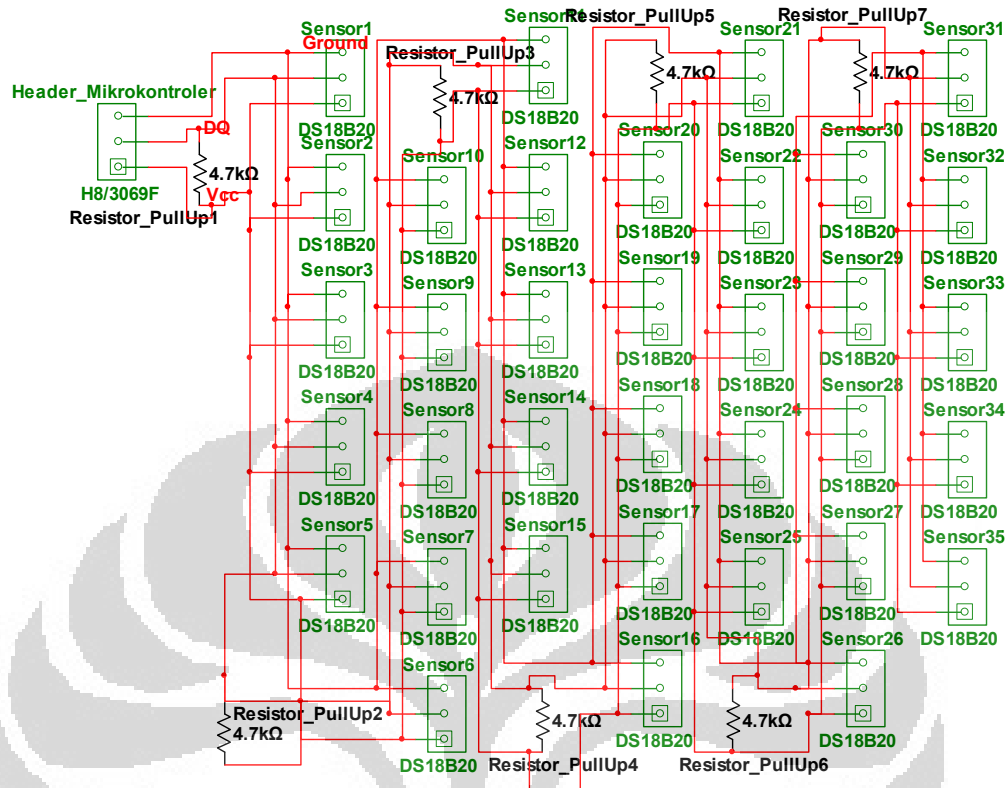 Sensor1
Ground
DS18B20
Header_Mikrokontroler
H8/3069F
DQ
4.7kΩ
Vcc
Resistor_PullUp1
Sensor2
DS18B20
Sensor3
DS18B20
Sensor4
DS18B20
Sensor5
DS18B20
Resistor_PullUp2
4.7kΩ
Resistor_PullUp3
4.7kΩ
Sensor10
DS18B20
Sensor9
DS18B20
Sensor8
DS18B20
Sensor7
DS18B20
Sensor6
DS18B20
Sensor11
DS18B20
Sensor12
DS18B20
Sensor13
DS18B20
Sensor14
DS18B20
Sensor15
DS18B20
4.7kΩ
Resistor_PullUp4
Resistor_PullUp5
4.7kΩ
Sensor20
DS18B20
Sensor19
DS18B20
Sensor18
DS18B20
Sensor17
DS18B20
Sensor16
DS18B20
Sensor21
DS18B20
Sensor22
DS18B20
Sensor23
DS18B20
Sensor24
DS18B20
Sensor25
DS18B20
4.7kΩ
Resistor_PullUp6
Resistor_PullUp7
4.7kΩ
Sensor30
DS18B20
Sensor29
DS18B20
Sensor28
DS18B20
Sensor27
DS18B20
Sensor26
DS18B20
Sensor31
DS18B20
Sensor32
DS18B20
Sensor33
DS18B20
Sensor34
DS18B20
Sensor35
DS18B20